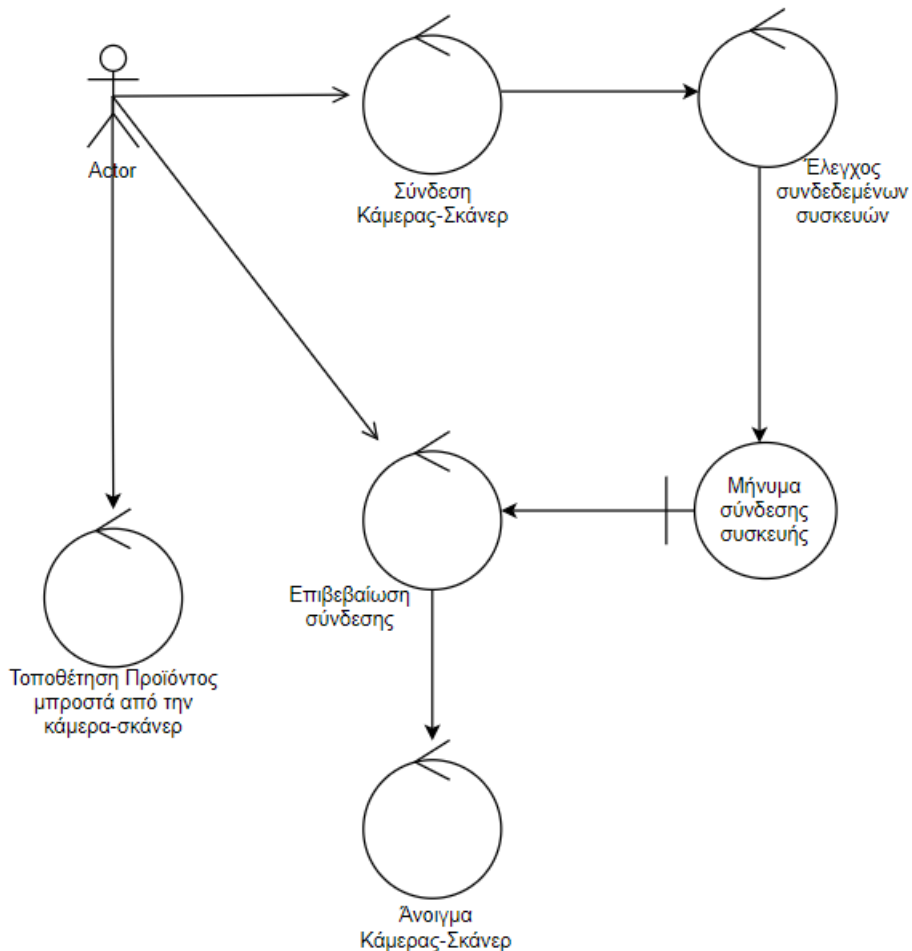 Actor
Σύνδεση
Κάμερας-Σκάνερ
Έλεγχος
συνδεδεμένων
συσκευών
Μήνυμα
σύνδεσης
συσκευής
Επιβεβαίωση
σύνδεσης
Τοποθέτηση Προϊόντος
μπροστά από την
κάμερα-σκάνερ
Άνοιγμα
Κάμερας-Σκάνερ